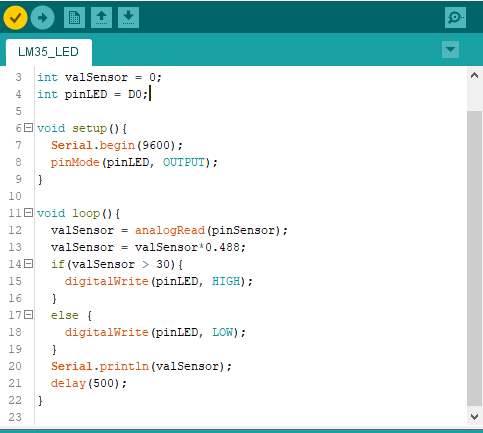 LM35_LED
3 int valSensor = 0;
4 int pinLED = D0;
5
6 void setup(){
7   Serial.begin(9600);
8   pinMode(pinLED, OUTPUT);
9 }
10
11 void loop(){
12   valSensor = analogRead(pinSensor);
13   valSensor = valSensor*0.488;
14   if(valSensor > 30){
15     digitalWrite(pinLED, HIGH);
16   }
17   else {
18     digitalWrite(pinLED, LOW);
19   }
20   Serial.println(valSensor);
21   delay(500);
22 }
23